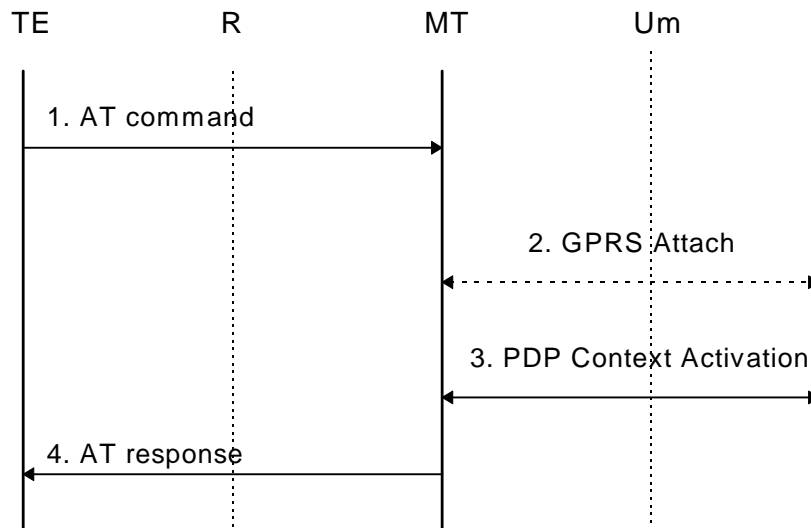 TE R MT Um
1. AT command
2. GPRS Attach
3. PDP Context Activation
4. AT response